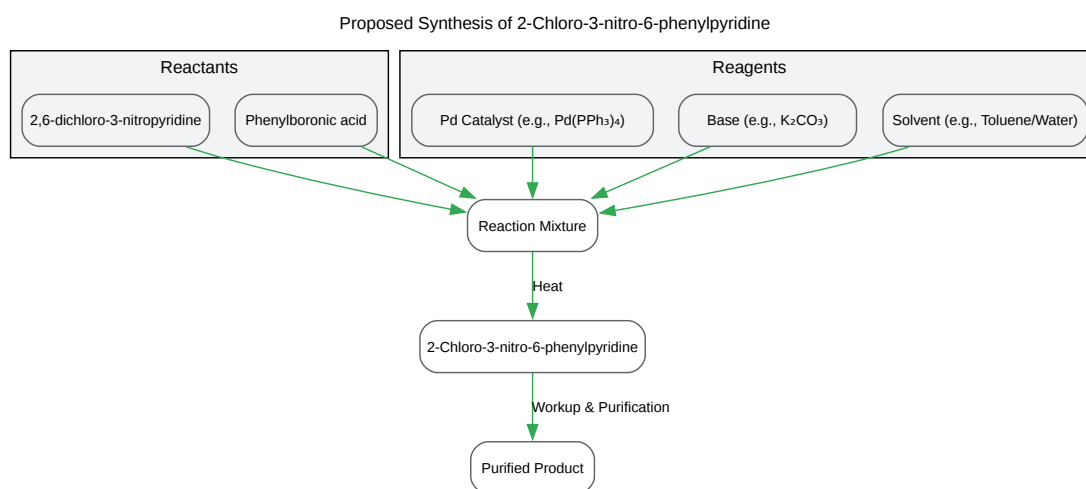 Proposed Synthesis of 2-Chloro-3-nitro-6-phenylpyridine
Reactants
Reagents
2,6-dichloro-3-nitropyridine
Phenylboronic acid
Pd Catalyst (e.g., Pd(PPh₃)₄)
Base (e.g., K₂CO₃)
Solvent (e.g., Toluene/Water)
Reaction Mixture
Heat
2-Chloro-3-nitro-6-phenylpyridine
Workup & Purification
Purified Product